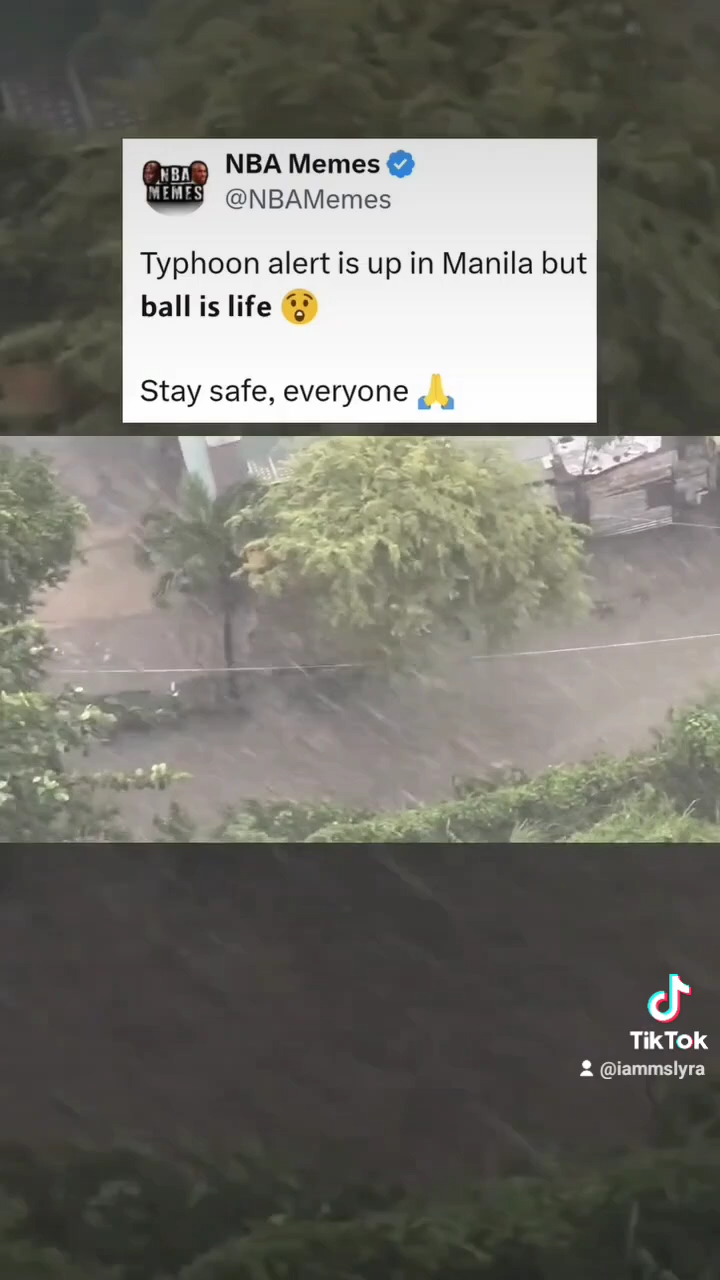 NBA Memes
@NBAMemes
NBA
MEMES
Typhoon alert is up in Manila but
ball is life 😲
Stay safe, everyone 🙏
TikTok
@iammslyra